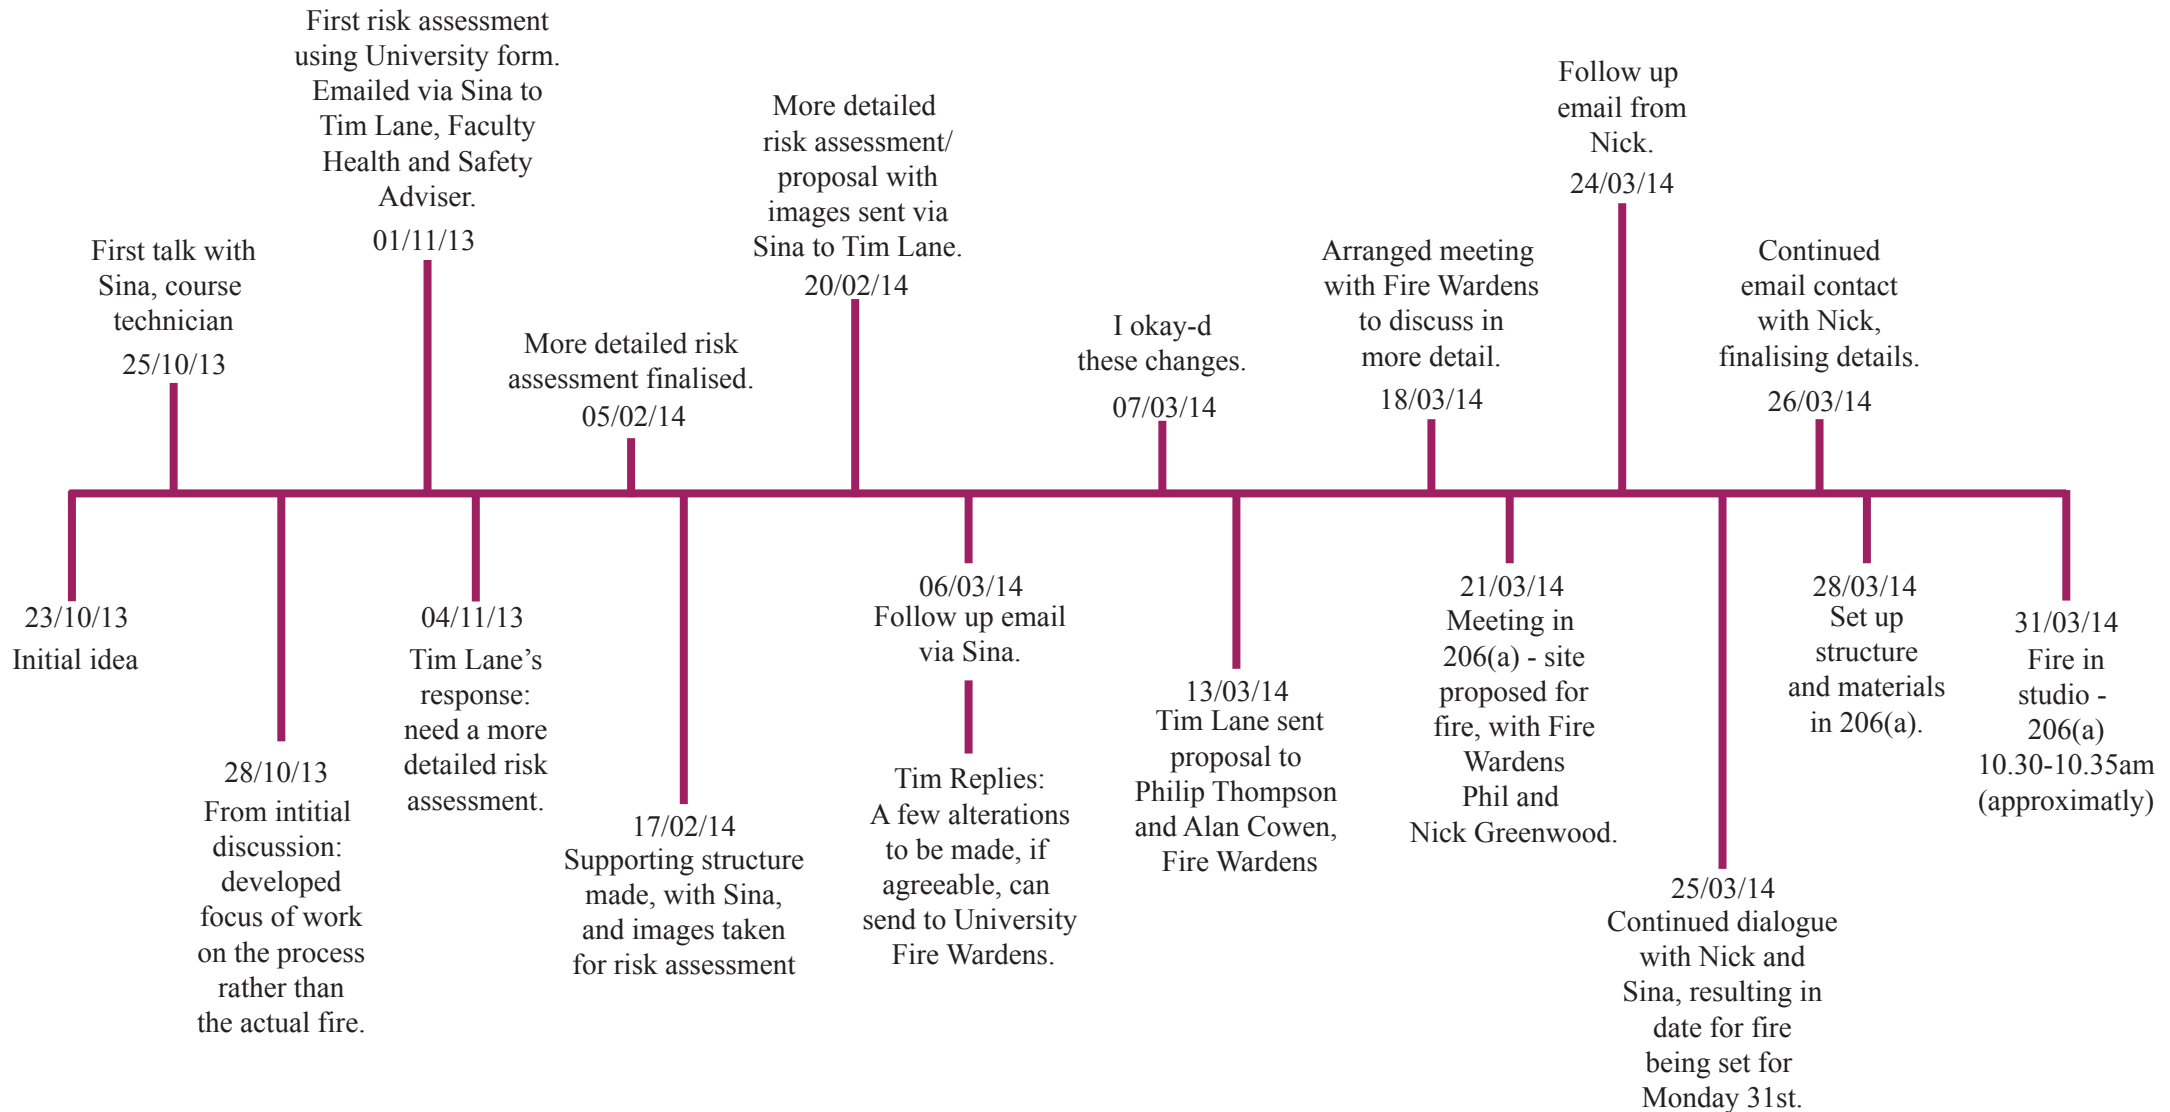 23/10/13
Initial idea
First talk with
Sina, course
technician
25/10/13
28/10/13
From intitial
discussion:
developed
focus of work
on the process
rather than
the actual fire.
First risk assessment
using University form.
Emailed via Sina to
Tim Lane, Faculty
Health and Safety
Adviser.
01/11/13
04/11/13
Tim Lane’s
response:
need a more
detailed risk
assessment.
More detailed risk
assessment finalised.
05/02/14
17/02/14
Supporting structure
made, with Sina,
and images taken
for risk assessment
More detailed
risk assessment/
proposal with
images sent via
Sina to Tim Lane.
20/02/14
06/03/14
Follow up email
via Sina.
Tim Replies:
A few alterations
to be made, if
agreeable, can
send to University
Fire Wardens.
I okay-d
these changes.
07/03/14
13/03/14
Tim Lane sent
proposal to
Philip Thompson
and Alan Cowen,
Fire Wardens
Arranged meeting
with Fire Wardens
to discuss in
more detail.
18/03/14
21/03/14
Meeting in
206(a) - site
proposed for
fire, with Fire
Wardens
Phil and
Nick Greenwood.
Follow up
email from
Nick.
24/03/14
25/03/14
Continued dialogue
with Nick and
Sina, resulting in
date for fire
being set for
Monday 31st.
Continued
email contact
with Nick,
finalising details.
26/03/14
28/03/14
Set up
structure
and materials
in 206(a).
31/03/14
Fire in
studio -
206(a)
10.30-10.35am
(approximatly)